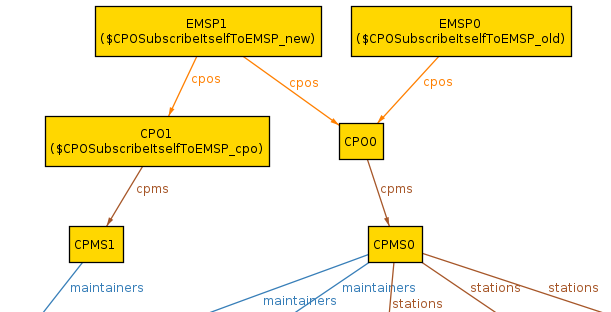 EMSP1
($CPOSubscribeItselfToEMSP_new)
EMSP0
($CPOSubscribeItselfToEMSP_old)
cpos
cpos
cpos
CPO1
($CPOSubscribeItselfToEMSP_cpo)
CPO0
cpms
cpms
CPMS1
CPMS0
maintainers
maintainers
maintainers
stations
stations
stations